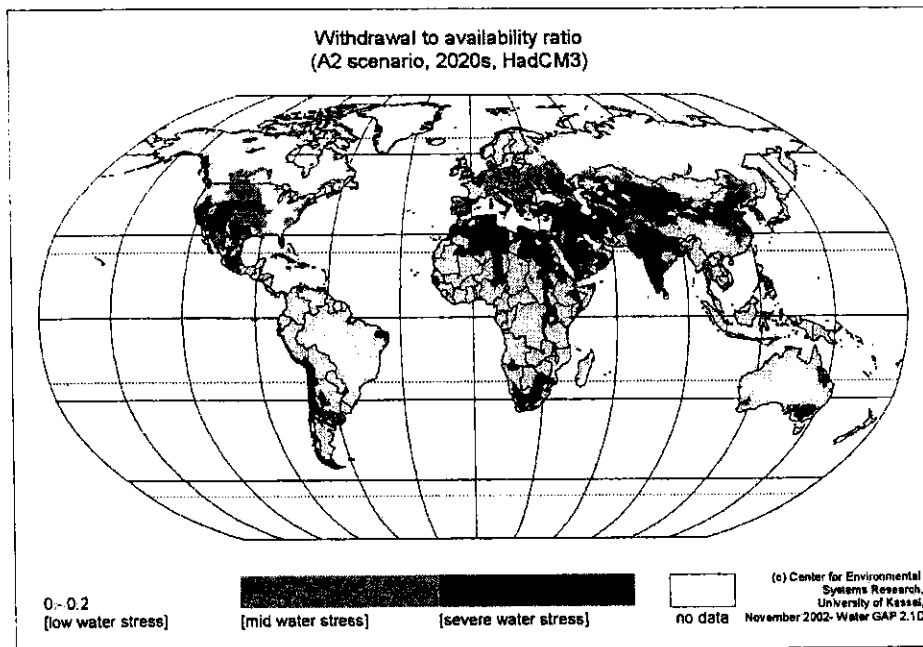 Withdrawal to availability ratio
(A2 scenario, 2020s, HadCM3)
0.- 0.2
[low water stress]
[mid water stress]
[severe water stress]
no data
(c) Center for Environmental
Systems Research,
University of Kassel,
November 2002- Water GAP 2.1D